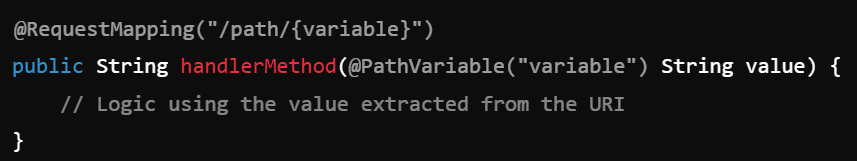 @RequestMapping("/path/{variable}")
public String handlerMethod(@PathVariable("variable") String value) {
    // Logic using the value extracted from the URI
}